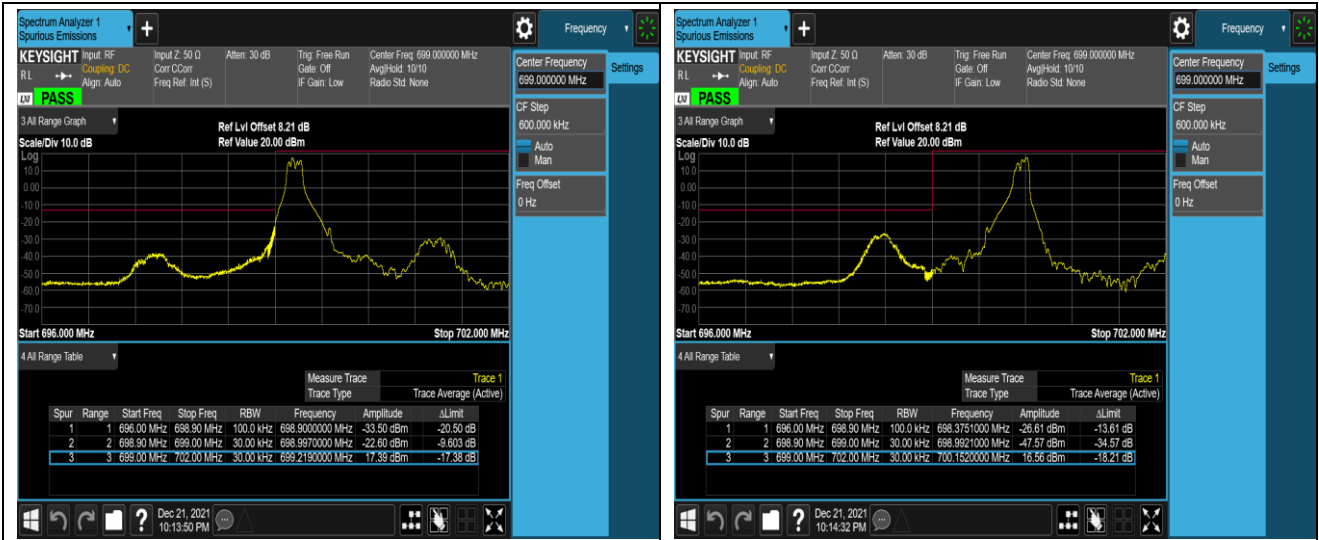 Spectrum Analyzer 1
Spurious Emissions
+
Frequency
KEYSIGHT Input: RF Input Z: 50 Ω Atten: 30 dB Trig: Free Run Center Freq: 699.000000 MHz
RL Coupling: DC Corr CCorr Gate: Off Avg|Hold: 10/10
Align: Auto Freq Ref: Int (S) IF Gain: Low Radio Std: None
LXI PASS
Center Frequency
699.000000 MHz
Settings
CF Step
600.000 kHz
Auto
Man
Freq Offset
0 Hz
3 All Range Graph
Ref Lvl Offset 8.21 dB
Scale/Div 10.0 dB Ref Value 20.00 dBm
Log
10.0
0.00
-10.0
-20.0
-30.0
-40.0
-50.0
-60.0
-70.0
Start 696.000 MHz Stop 702.000 MHz
4 All Range Table
Measure Trace Trace 1
Trace Type Trace Average (Active)
Spur Range Start Freq Stop Freq RBW Frequency Amplitude ΔLimit
1 1 696.00 MHz 698.90 MHz 100.0 kHz 698.9000000 MHz -33.50 dBm -20.50 dB
2 2 698.90 MHz 699.00 MHz 30.00 kHz 698.9970000 MHz -22.60 dBm -9.603 dB
3 3 699.00 MHz 702.00 MHz 30.00 kHz 699.2190000 MHz 17.39 dBm -17.38 dB
? Dec 21, 2021
10:13:50 PM
Spectrum Analyzer 1
Spurious Emissions
+
Frequency
KEYSIGHT Input: RF Input Z: 50 Ω Atten: 30 dB Trig: Free Run Center Freq: 699.000000 MHz
RL Coupling: DC Corr CCorr Gate: Off Avg|Hold: 10/10
Align: Auto Freq Ref: Int (S) IF Gain: Low Radio Std: None
LXI PASS
Center Frequency
699.000000 MHz
Settings
CF Step
600.000 kHz
Auto
Man
Freq Offset
0 Hz
3 All Range Graph
Ref Lvl Offset 8.21 dB
Scale/Div 10.0 dB Ref Value 20.00 dBm
Log
10.0
0.00
-10.0
-20.0
-30.0
-40.0
-50.0
-60.0
-70.0
Start 696.000 MHz Stop 702.000 MHz
4 All Range Table
Measure Trace Trace 1
Trace Type Trace Average (Active)
Spur Range Start Freq Stop Freq RBW Frequency Amplitude ΔLimit
1 1 696.00 MHz 698.90 MHz 100.0 kHz 698.3751000 MHz -26.61 dBm -13.61 dB
2 2 698.90 MHz 699.00 MHz 30.00 kHz 698.9921000 MHz -47.57 dBm -34.57 dB
3 3 699.00 MHz 702.00 MHz 30.00 kHz 700.1520000 MHz 16.56 dBm -18.21 dB
? Dec 21, 2021
10:14:32 PM